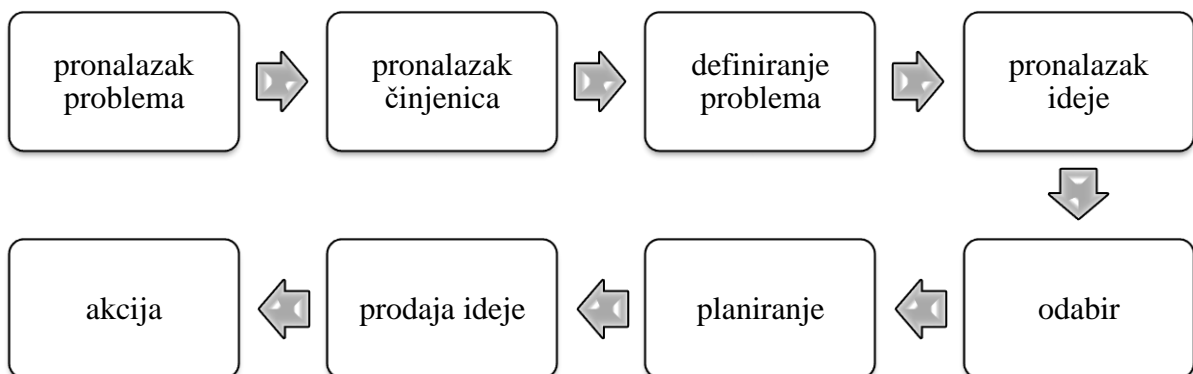 pronalazak
problema
pronalazak
činjenica
definiranje
problema
pronalazak
ideje
odabir
planiranje
prodaja ideje
akcija